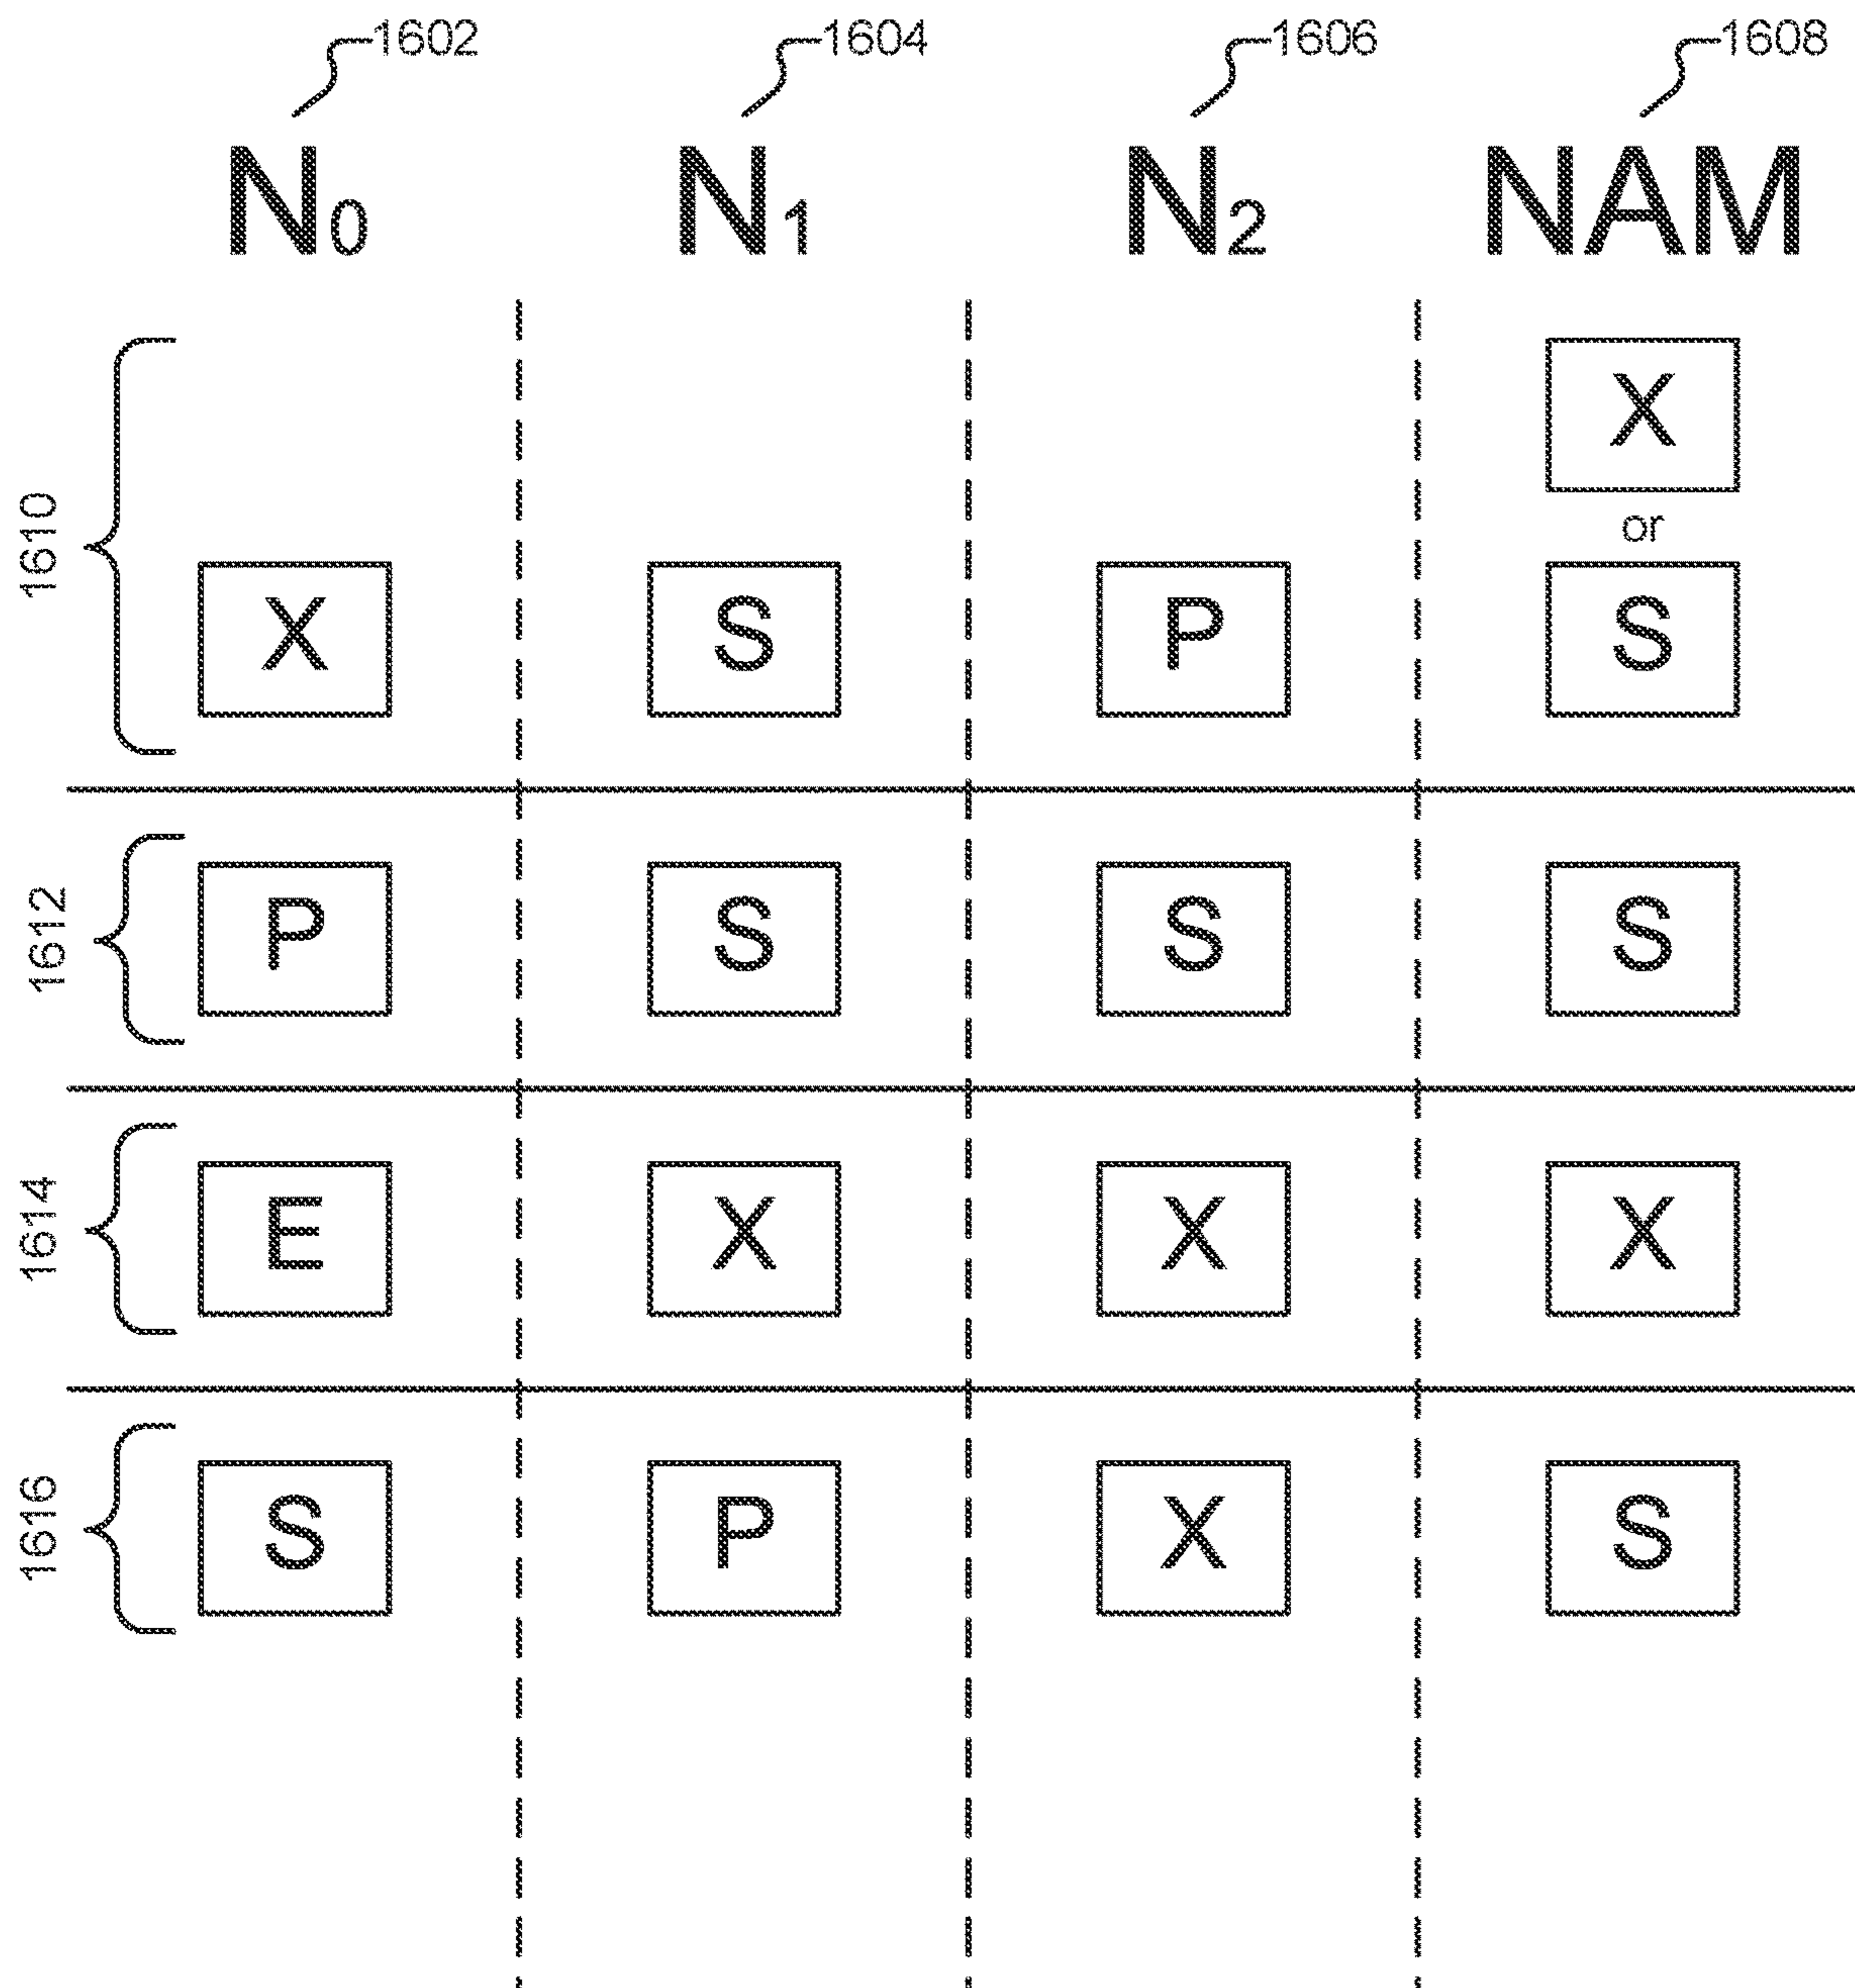 1602 1604 1606 1608
N0 N1 N2 NAM
X
or
1610 X S P S
1612 P S S S
1614 E X X X
1616 S P X S